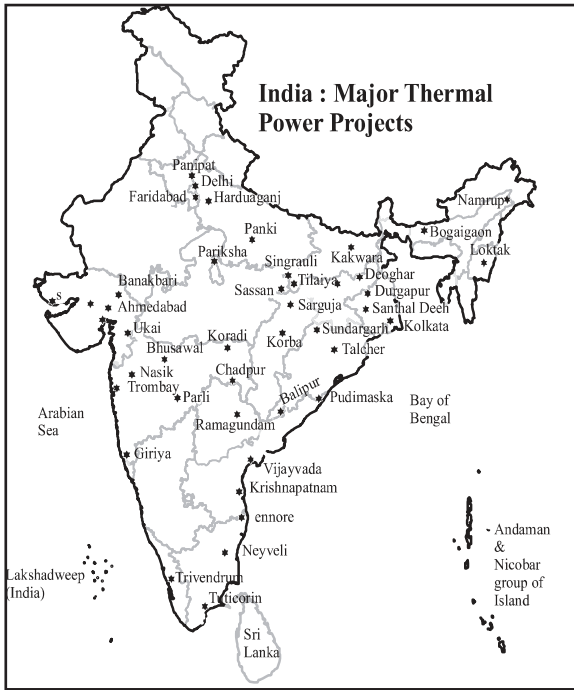 India : Major Thermal
Power Projects
Panipat
Delhi
Faridabad
Harduaganj
Namrup
Panki
Bogaigaon
Pariksha
Kakwara
Loktak
Singrauli
Deoghar
Banakbari
Sassan
Tilaiya
Durgapur
s
Ahmedabad
Sarguja
Santhal Deeh
Ukai
Koradi
Korba
Sundargarh
Kolkata
Bhusawal
Talcher
Nasik
Chadpur
Trombay
Parli
Balipur
Pudimaska
Arabian
Sea
Bay of
Bengal
Ramagundam
Giriya
Vijayvada
Krishnapatnam
ennore
Andaman
&
Nicobar
group of
Island
Neyveli
Lakshadweep
(India)
Trivendrum
Tuticorin
Sri
Lanka